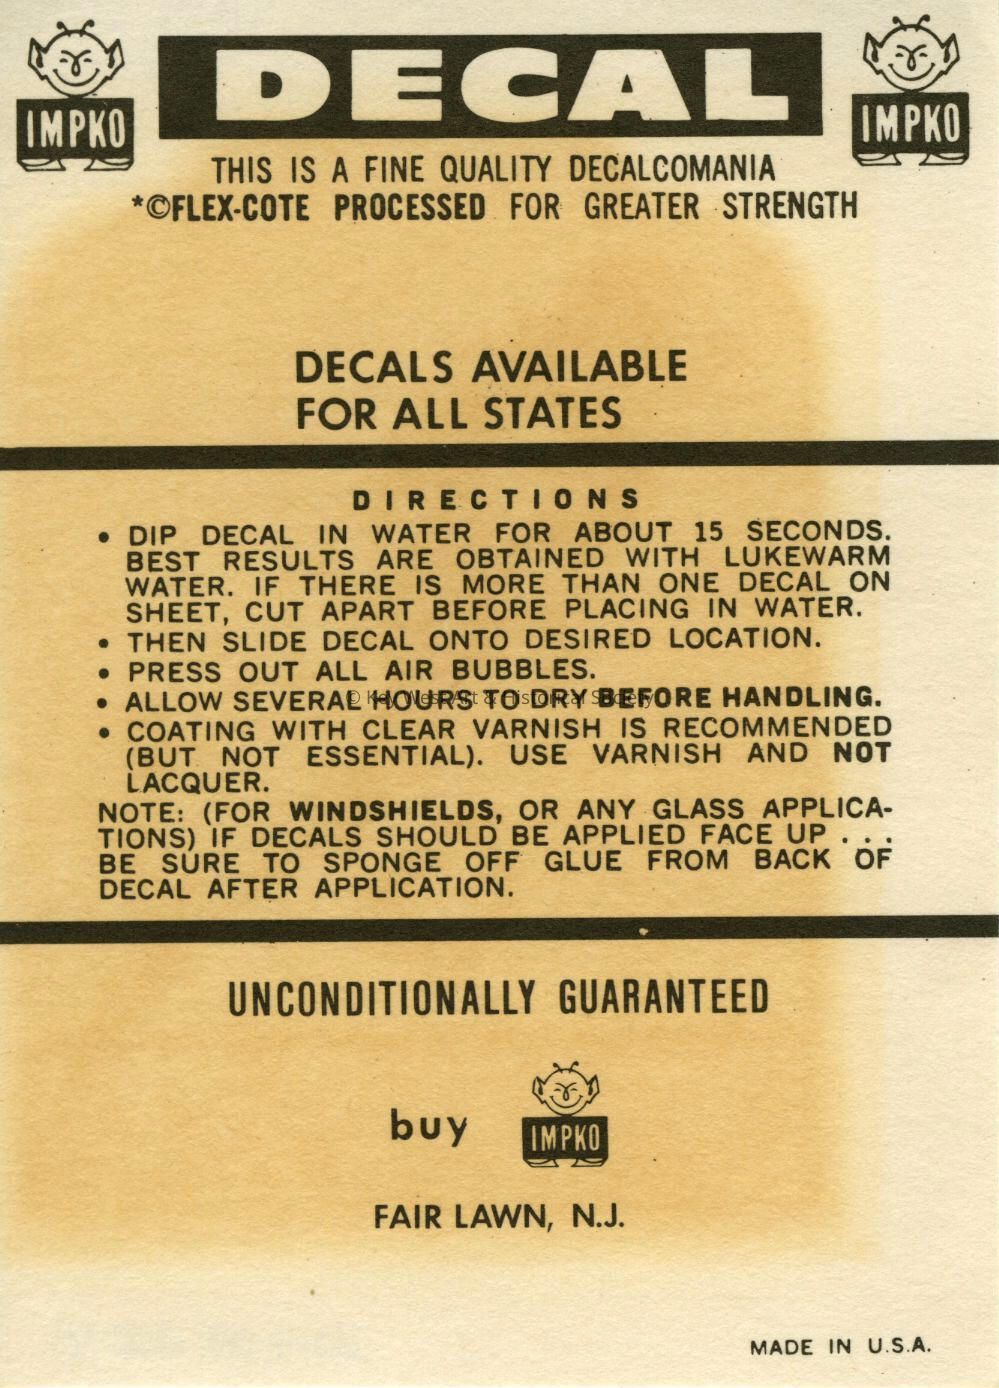 IMPKO
DECAL
IMPKO
THIS IS A FINE QUALITY DECALCOMANIA
*©FLEX-COTE PROCESSED FOR GREATER STRENGTH
DECALS AVAILABLE
FOR ALL STATES
DIRECTIONS
• DIP DECAL IN WATER FOR ABOUT 15 SECONDS.
BEST RESULTS ARE OBTAINED WITH LUKEWARM
WATER. IF THERE IS MORE THAN ONE DECAL ON
SHEET, CUT APART BEFORE PLACING IN WATER.
• THEN SLIDE DECAL ONTO DESIRED LOCATION.
• PRESS OUT ALL AIR BUBBLES.
• ALLOW SEVERAL HOURS TO DRY BEFORE HANDLING.
© Key West Art & Historical Society
• COATING WITH CLEAR VARNISH IS RECOMMENDED
(BUT NOT ESSENTIAL). USE VARNISH AND NOT
LACQUER.
NOTE: (FOR WINDSHIELDS, OR ANY GLASS APPLICA-
TIONS) IF DECALS SHOULD BE APPLIED FACE UP . . .
BE SURE TO SPONGE OFF GLUE FROM BACK OF
DECAL AFTER APPLICATION.
UNCONDITIONALLY GUARANTEED
buy IMPKO
FAIR LAWN, N.J.
MADE IN U.S.A.